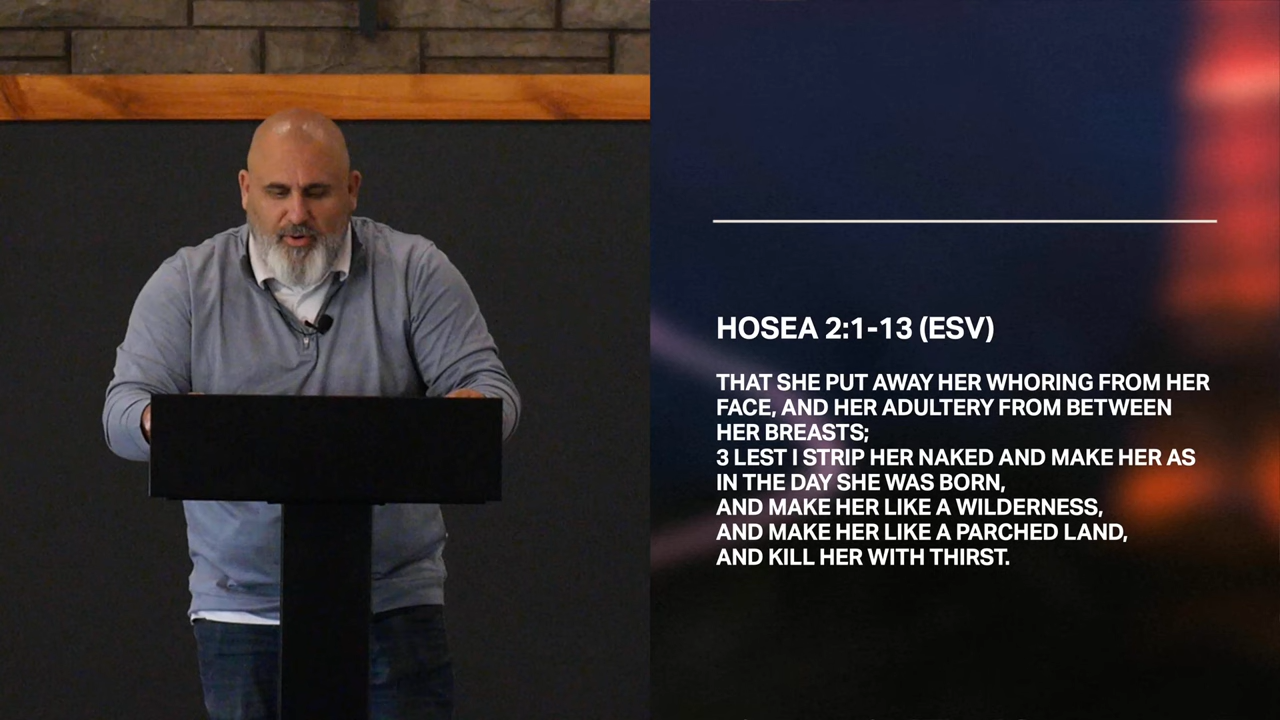 HOSEA 2:1-13 (ESV)
THAT SHE PUT AWAY HER WHORING FROM HER
FACE, AND HER ADULTERY FROM BETWEEN
HER BREASTS;
3 LEST I STRIP HER NAKED AND MAKE HER AS
IN THE DAY SHE WAS BORN,
AND MAKE HER LIKE A WILDERNESS,
AND MAKE HER LIKE A PARCHED LAND,
AND KILL HER WITH THIRST.